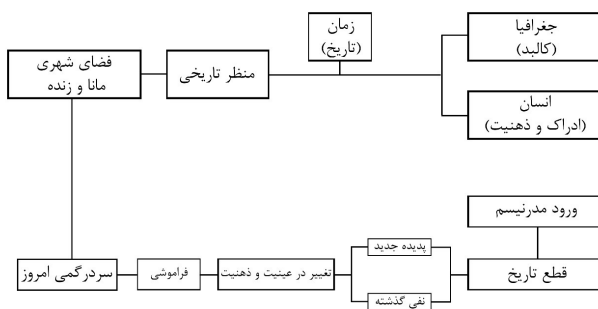 جغرافیا
(کالبد)
زمان
(تاریخ)
منظر تاریخی
فضای شهری
مانا و زنده
انسان
(ادراک و ذهنیت)
ورود مدرنیسم
قطع تاریخ
پدیده جدید
نفی گذشته
تغییر در عینیت و ذهنیت
فراموشی
سردرگمی امروز